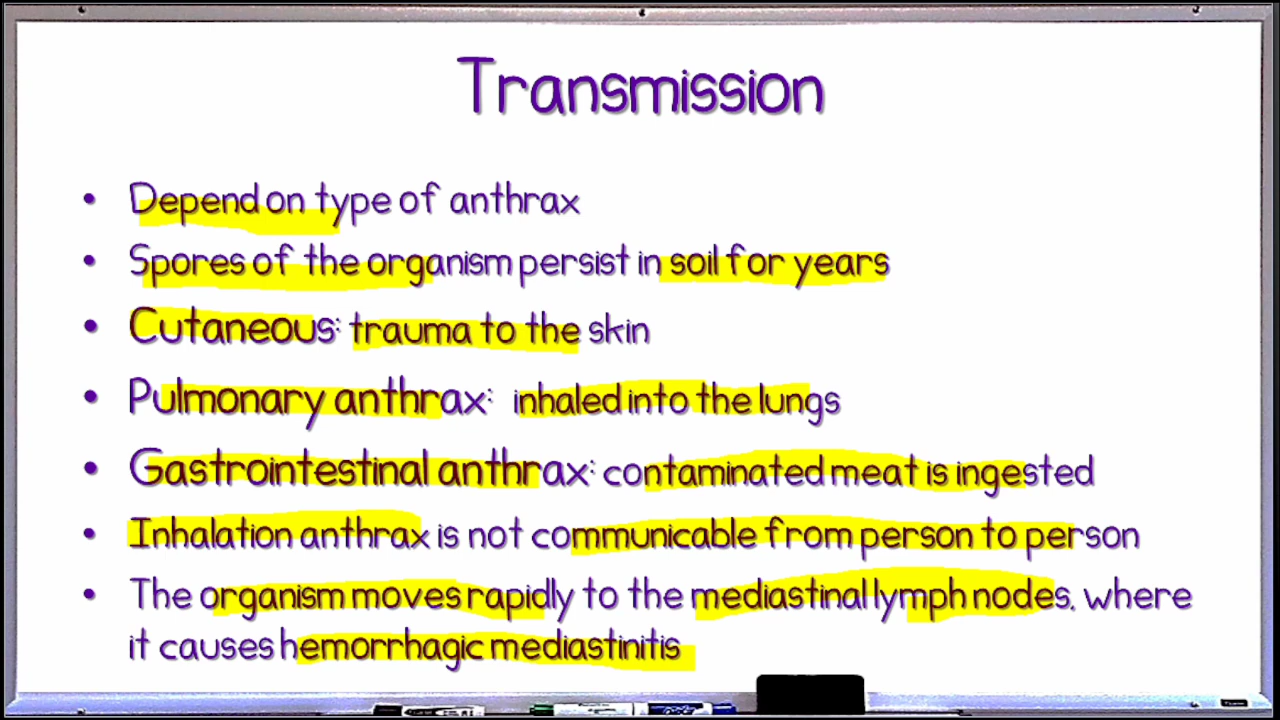 Transmission
• Depend on type of anthrax
• Spores of the organism persist in soil for years
• Cutaneous: trauma to the skin
• Pulmonary anthrax: inhaled into the lungs
• Gastrointestinal anthrax: contaminated meat is ingested
• Inhalation anthrax is not communicable from person to person
• The organism moves rapidly to the mediastinal lymph nodes, where
it causes hemorrhagic mediastinitis